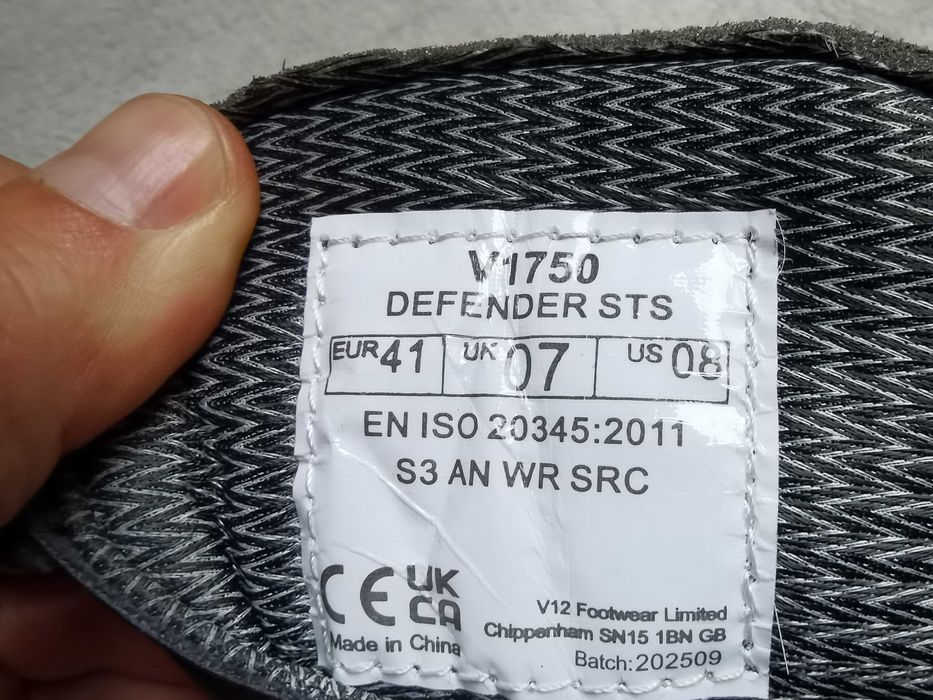 V1750
DEFENDER STS
EUR 41 UK 07 US 08
EN ISO 20345:2011
S3 AN WR SRC
CE UK CA
Made in China
V12 Footwear Limited
Chippenham SN15 1BN GB
Batch:202509